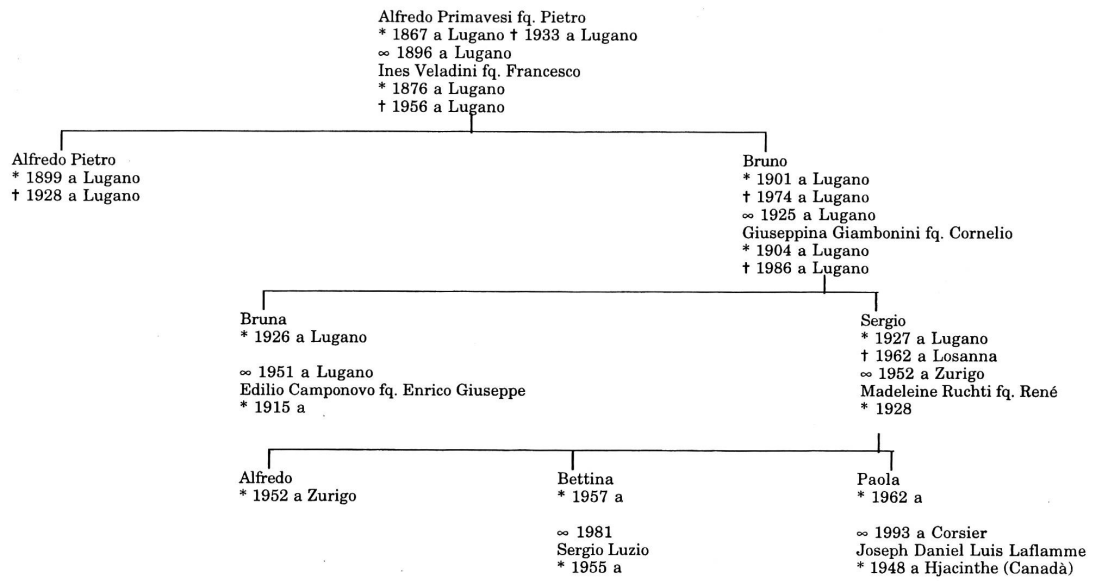 Alfredo Primavesi fq. Pietro
* 1867 a Lugano † 1933 a Lugano
∞ 1896 a Lugano
Ines Veladini fq. Francesco
* 1876 a Lugano
† 1956 a Lugano
Alfredo Pietro
* 1899 a Lugano
† 1928 a Lugano
Bruno
* 1901 a Lugano
† 1974 a Lugano
∞ 1925 a Lugano
Giuseppina Giambonini fq. Cornelio
* 1904 a Lugano
† 1986 a Lugano
Bruna
* 1926 a Lugano
∞ 1951 a Lugano
Edilio Camponovo fq. Enrico Giuseppe
* 1915 a
Sergio
* 1927 a Lugano
† 1962 a Losanna
∞ 1952 a Zurigo
Madeleine Ruchti fq. René
* 1928
Alfredo
* 1952 a Zurigo
Bettina
* 1957 a
∞ 1981
Sergio Luzio
* 1955 a
Paola
* 1962 a
∞ 1993 a Corsier
Joseph Daniel Luis Laflamme
* 1948 a Hjacinthe (Canadà)